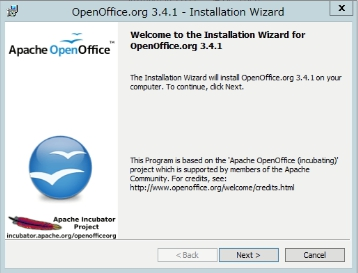 OpenOffice.org 3.4.1 - Installation Wizard
x
Apache OpenOffice™
Welcome to the Installation Wizard for
OpenOffice.org 3.4.1
The Installation Wizard will install OpenOffice.org 3.4.1 on your
computer. To continue, click Next.
This Program is based on the 'Apache OpenOffice (incubating)'
project which is supported by members of the Apache
Community. For credits, see:
http://www.openoffice.org/welcome/credits.html
Apache Incubator
Project
incubator.apache.org/openofficeorg
< Back
Next >
Cancel